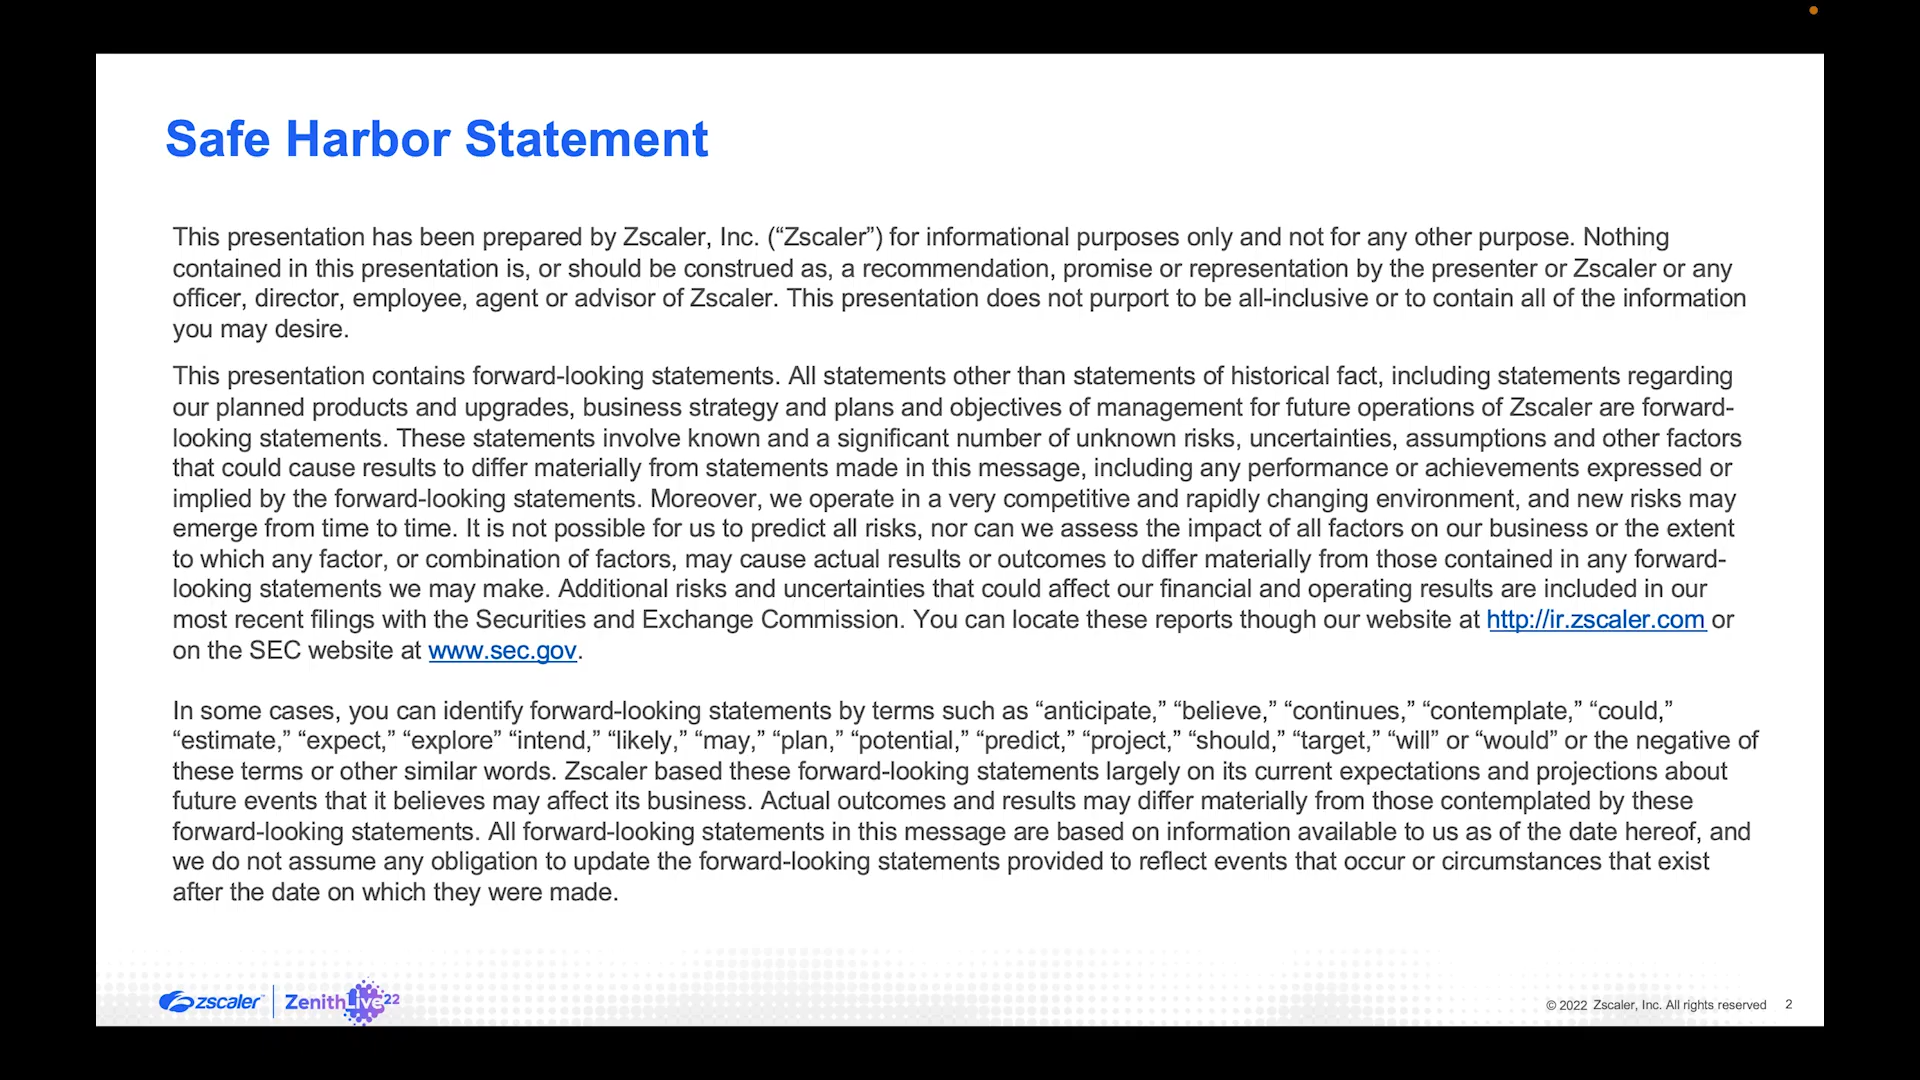 Safe Harbor Statement
This presentation has been prepared by Zscaler, Inc. (“Zscaler”) for informational purposes only and not for any other purpose. Nothing
contained in this presentation is, or should be construed as, a recommendation, promise or representation by the presenter or Zscaler or any
officer, director, employee, agent or advisor of Zscaler. This presentation does not purport to be all-inclusive or to contain all of the information
you may desire.
This presentation contains forward-looking statements. All statements other than statements of historical fact, including statements regarding
our planned products and upgrades, business strategy and plans and objectives of management for future operations of Zscaler are forward-
looking statements. These statements involve known and a significant number of unknown risks, uncertainties, assumptions and other factors
that could cause results to differ materially from statements made in this message, including any performance or achievements expressed or
implied by the forward-looking statements. Moreover, we operate in a very competitive and rapidly changing environment, and new risks may
emerge from time to time. It is not possible for us to predict all risks, nor can we assess the impact of all factors on our business or the extent
to which any factor, or combination of factors, may cause actual results or outcomes to differ materially from those contained in any forward-
looking statements we may make. Additional risks and uncertainties that could affect our financial and operating results are included in our
most recent filings with the Securities and Exchange Commission. You can locate these reports though our website at http://ir.zscaler.com or
on the SEC website at www.sec.gov.
In some cases, you can identify forward-looking statements by terms such as “anticipate,” “believe,” “continues,” “contemplate,” “could,”
“estimate,” “expect,” “explore” “intend,” “likely,” “may,” “plan,” “potential,” “predict,” “project,” “should,” “target,” “will” or “would” or the negative of
these terms or other similar words. Zscaler based these forward-looking statements largely on its current expectations and projections about
future events that it believes may affect its business. Actual outcomes and results may differ materially from those contemplated by these
forward-looking statements. All forward-looking statements in this message are based on information available to us as of the date hereof, and
we do not assume any obligation to update the forward-looking statements provided to reflect events that occur or circumstances that exist
after the date on which they were made.
zscaler ZenithLive22
© 2022 Zscaler, Inc. All rights reserved 2